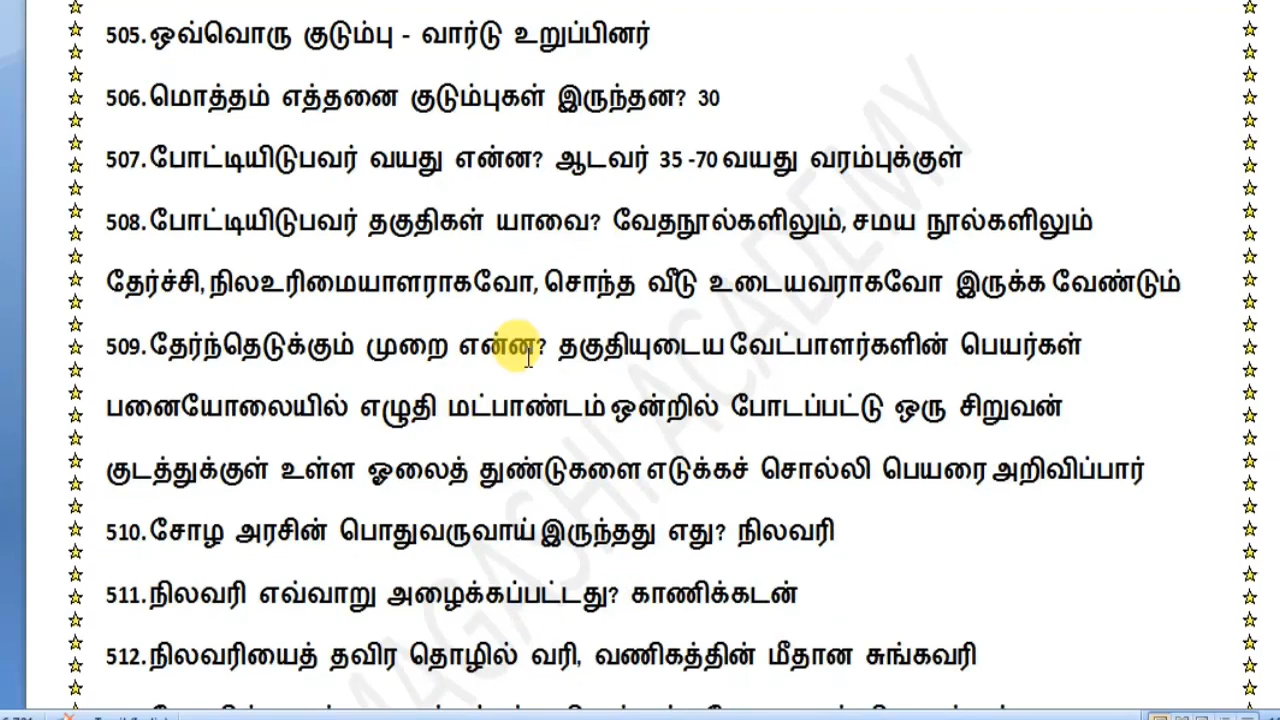 505.ஒவ்வொரு குடும்பு - வார்டு உறுப்பினர்
506.மொத்தம் எத்தனை குடும்புகள் இருந்தன? 30
507.போட்டியிடுபவர் வயது என்ன? ஆடவர் 35 -70 வயது வரம்புக்குள்
508.போட்டியிடுபவர் தகுதிகள் யாவை? வேதநூல்களிலும், சமய நூல்களிலும்
தேர்ச்சி, நிலஉரிமையாளராகவோ, சொந்த வீடு உடையவராகவோ இருக்க வேண்டும்
509.தேர்ந்தெடுக்கும் முறை என்ன? தகுதியுடைய வேட்பாளர்களின் பெயர்கள்
பனையோலையில் எழுதி மட்பாண்டம் ஒன்றில் போடப்பட்டு ஒரு சிறுவன்
குடத்துக்குள் உள்ள ஓலைத் துண்டுகளை எடுக்கச் சொல்லி பெயரை அறிவிப்பார்
510.சோழ அரசின் பொதுவருவாய் இருந்தது எது? நிலவரி
511.நிலவரி எவ்வாறு அழைக்கப்பட்டது? காணிக்கடன்
512.நிலவரியைத் தவிர தொழில் வரி, வணிகத்தின் மீதான சுங்கவரி
AGASHI ACADEMY